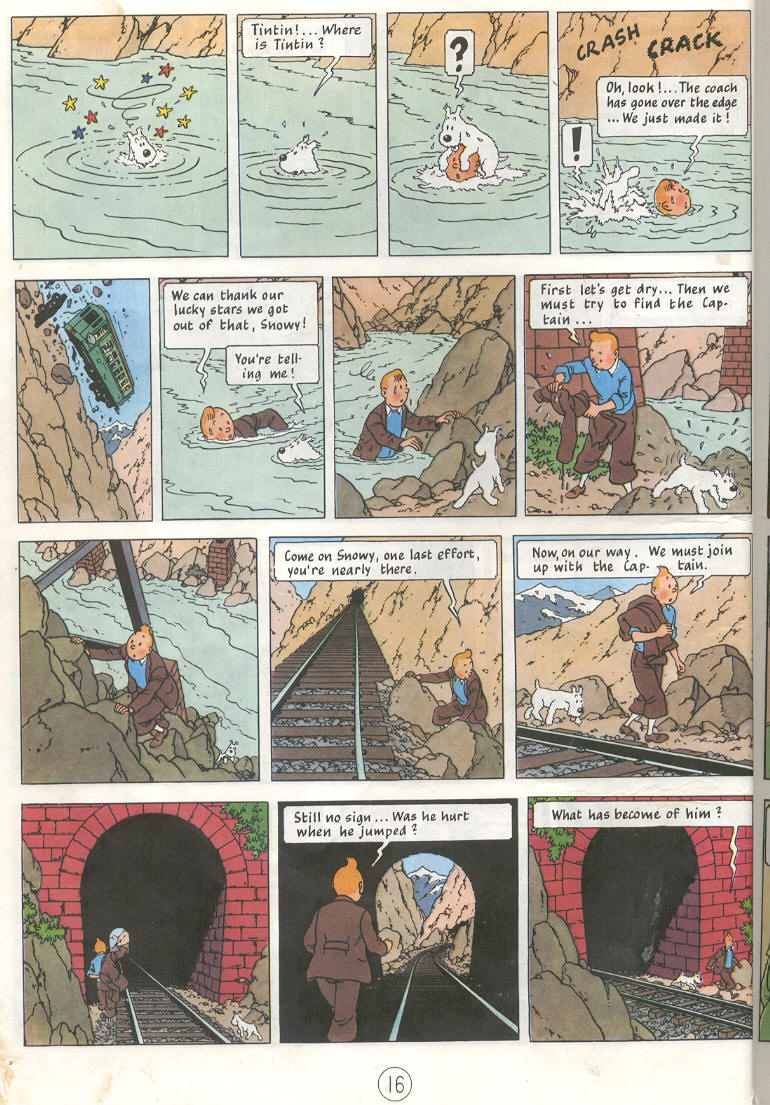 Tintin!... Where
is Tintin?
?
CRASH CRACK
Oh, look!... The coach
has gone over the edge
... We just made it!
!
We can thank our
lucky stars we got
out of that, Snowy!
You're tell-
ing me!
First let's get dry... Then we
must try to find the Cap-
tain...
Come on Snowy, one last effort,
you're nearly there.
Now, on our way. We must join
up with the Cap- tain.
Still no sign... Was he hurt
when he jumped?
What has become of him?
16